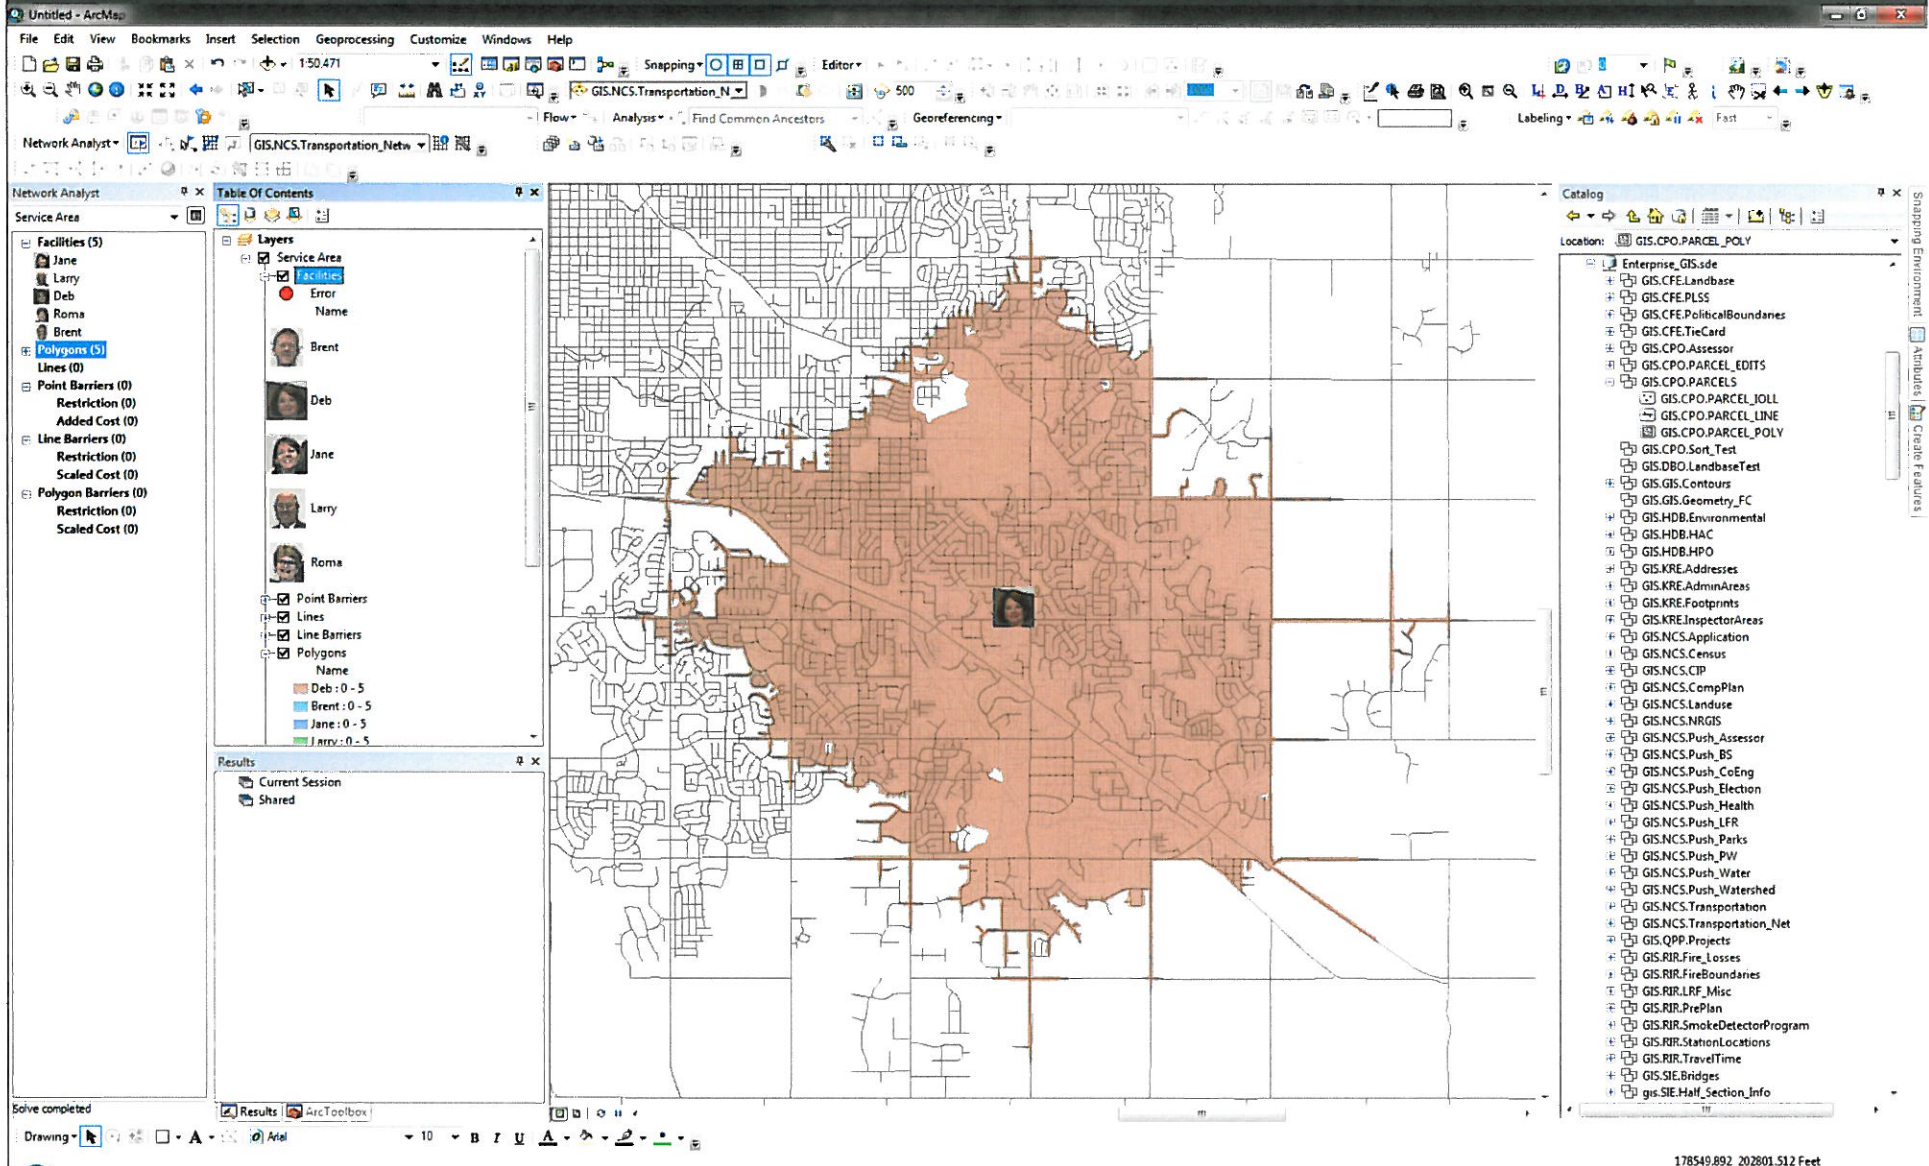 Untitled - ArcMap
File Edit View Bookmarks Insert Selection Geoprocessing Customize Windows Help
1:50,471 Snapping Editor
GIS.NCS.Transportation_N 500
Flow Analysis Find Common Ancestors Georeferencing Labeling Fast
Network Analyst GIS.NCS.Transportation_Netw
Network Analyst
Service Area
Facilities (5)
Jane
Larry
Deb
Roma
Brent
Polygons (5)
Lines (0)
Point Barriers (0)
Restriction (0)
Added Cost (0)
Line Barriers (0)
Restriction (0)
Scaled Cost (0)
Polygon Barriers (0)
Restriction (0)
Scaled Cost (0)
Solve completed
Table Of Contents
Layers
Service Area
Facilities
Error
Name
Brent
Deb
Jane
Larry
Roma
Point Barriers
Lines
Line Barriers
Polygons
Name
Deb : 0 - 5
Brent : 0 - 5
Jane : 0 - 5
Larry : 0 - 5
Results
Current Session
Shared
Results ArcToolbox
Catalog
Location: GIS.CPO.PARCEL_POLY
Enterprise_GIS.sde
GIS.CFE.Landbase
GIS.CFE.PLSS
GIS.CFE.PoliticalBoundaries
GIS.CFE.TieCard
GIS.CPO.Assessor
GIS.CPO.PARCEL_EDITS
GIS.CPO.PARCELS
GIS.CPO.PARCEL_IOLL
GIS.CPO.PARCEL_LINE
GIS.CPO.PARCEL_POLY
GIS.CPO.Sort_Test
GIS.DBO.LandbaseTest
GIS.GIS.Contours
GIS.GIS.Geometry_FC
GIS.HDB.Environmental
GIS.HDB.HAC
GIS.HDB.HPO
GIS.KRE.Addresses
GIS.KRE.AdminAreas
GIS.KRE.Footprints
GIS.KRE.InspectorAreas
GIS.NCS.Application
GIS.NCS.Census
GIS.NCS.CIP
GIS.NCS.CompPlan
GIS.NCS.Landuse
GIS.NCS.NRGIS
GIS.NCS.Push_Assessor
GIS.NCS.Push_BS
GIS.NCS.Push_CoEng
GIS.NCS.Push_Election
GIS.NCS.Push_Health
GIS.NCS.Push_LFR
GIS.NCS.Push_Parks
GIS.NCS.Push_PW
GIS.NCS.Push_Water
GIS.NCS.Push_Watershed
GIS.NCS.Transportation
GIS.NCS.Transportation_Net
GIS.QPP.Projects
GIS.RIR.Fire_Losses
GIS.RIR.FireBoundaries
GIS.RIR.LRF_Misc
GIS.RIR.PrePlan
GIS.RIR.SmokeDetectorProgram
GIS.RIR.StationLocations
GIS.RIR.TravelTime
GIS.SIE.Bridges
gis.SIE.Half_Section_Info
Snapping Environment
Attributes
Create Features
Drawing A Arial 10 B I U A
178549.892 202801.512 Feet